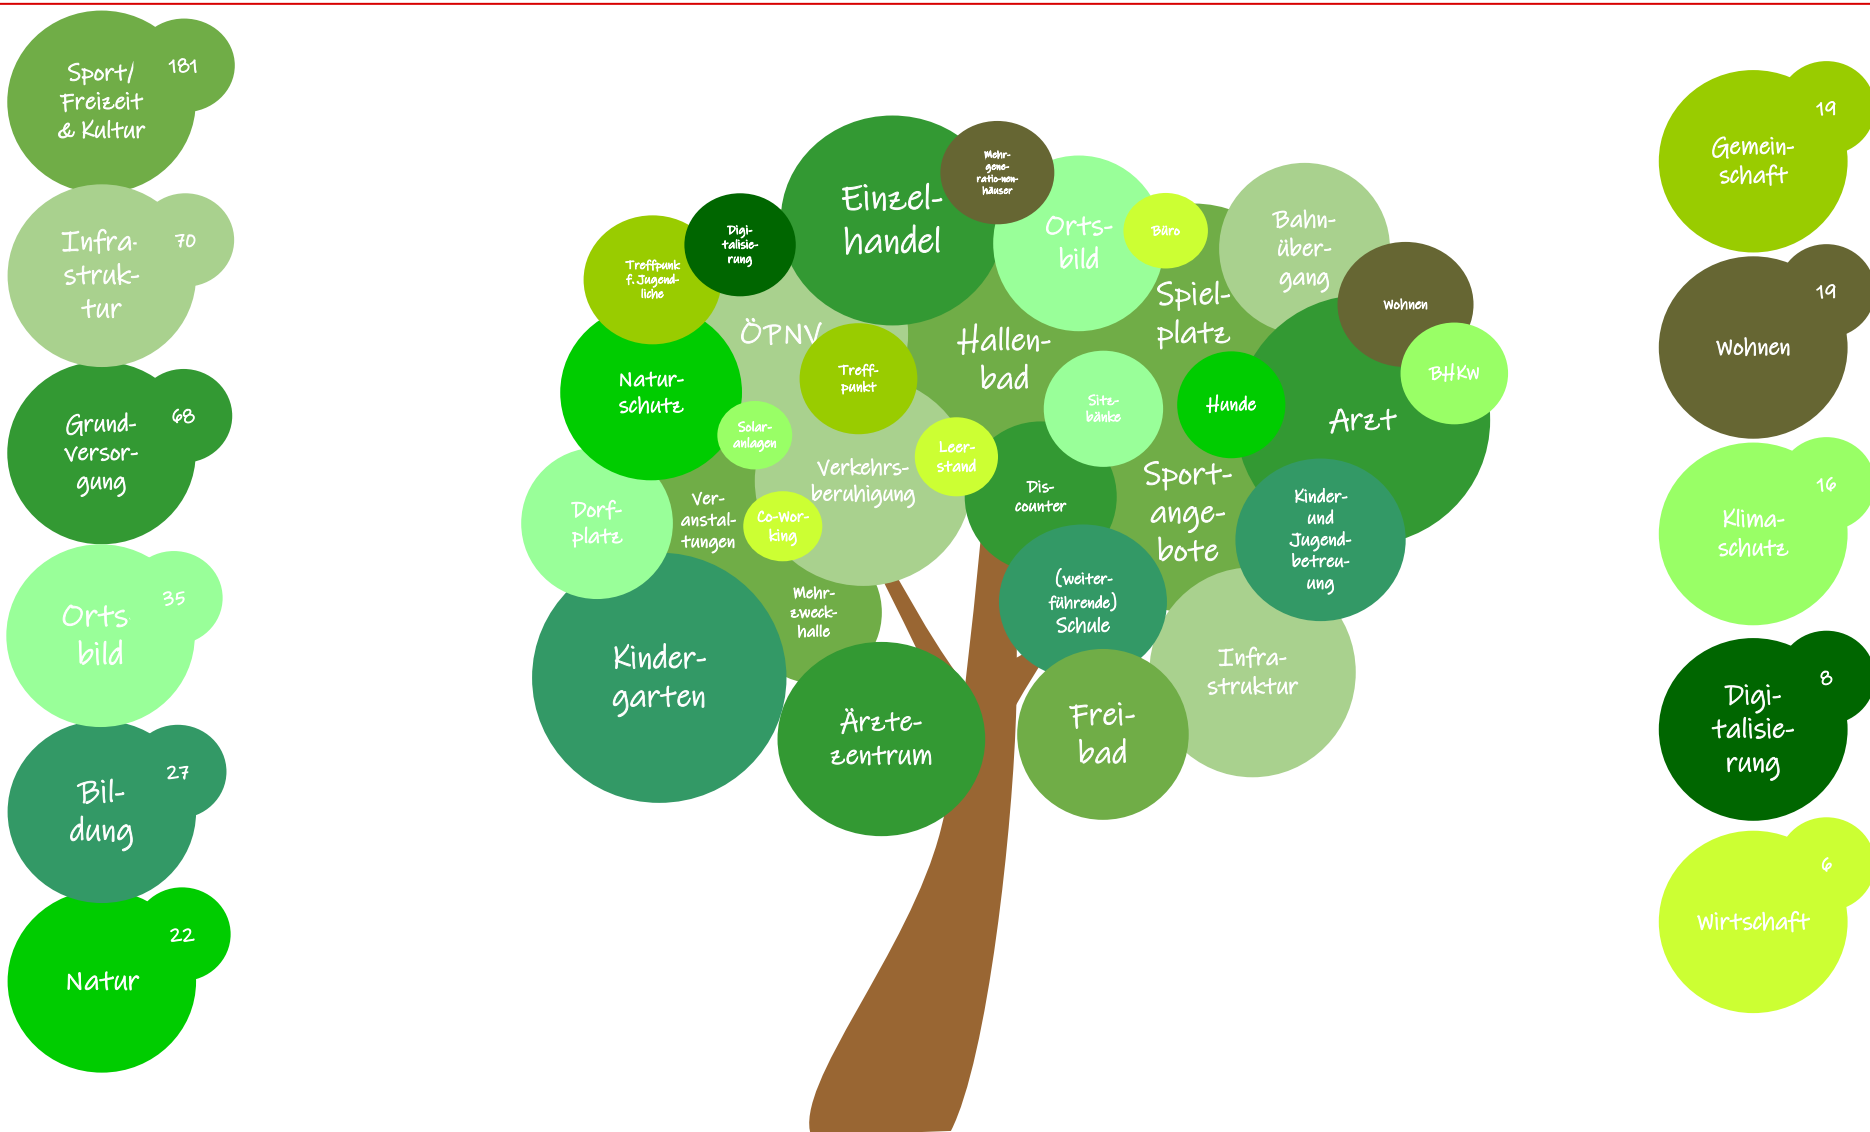 Sport/
Freizeit
& Kultur
181
Infra-
struk-
tur
70
Grund-
versor-
gung
68
Orts
bild
35
Bil-
dung
27
Natur
22
Einzel-
handel
Mehr-
gene-
ratio-nen-
häuser
Orts-
bild
Büro
Bahn-
über-
gang
Digi-
talisie-
rung
Treffpunk
f. Jugend-
liche
ÖPNV
Hallen-
bad
Spiel-
platz
Wohnen
BHKW
Natur-
schutz
Treff-
punkt
Sitz-
bänke
Hunde
Arzt
Solar-
anlagen
Leer-
stand
Verkehrs-
beruhigung
Dis-
counter
Sport-
ange-
bote
Kinder-
und
Jugend-
betreu-
ung
Dorf-
platz
Ver-
anstal-
tungen
Co-Wor-
king
Mehr-
zweck-
halle
(weiter-
führende)
Schule
Kinder-
garten
Ärzte-
zentrum
Frei-
bad
Infra-
struktur
Gemein-
schaft
19
Wohnen
19
Klima-
schutz
16
Digi-
talisie-
rung
8
Wirtschaft
6